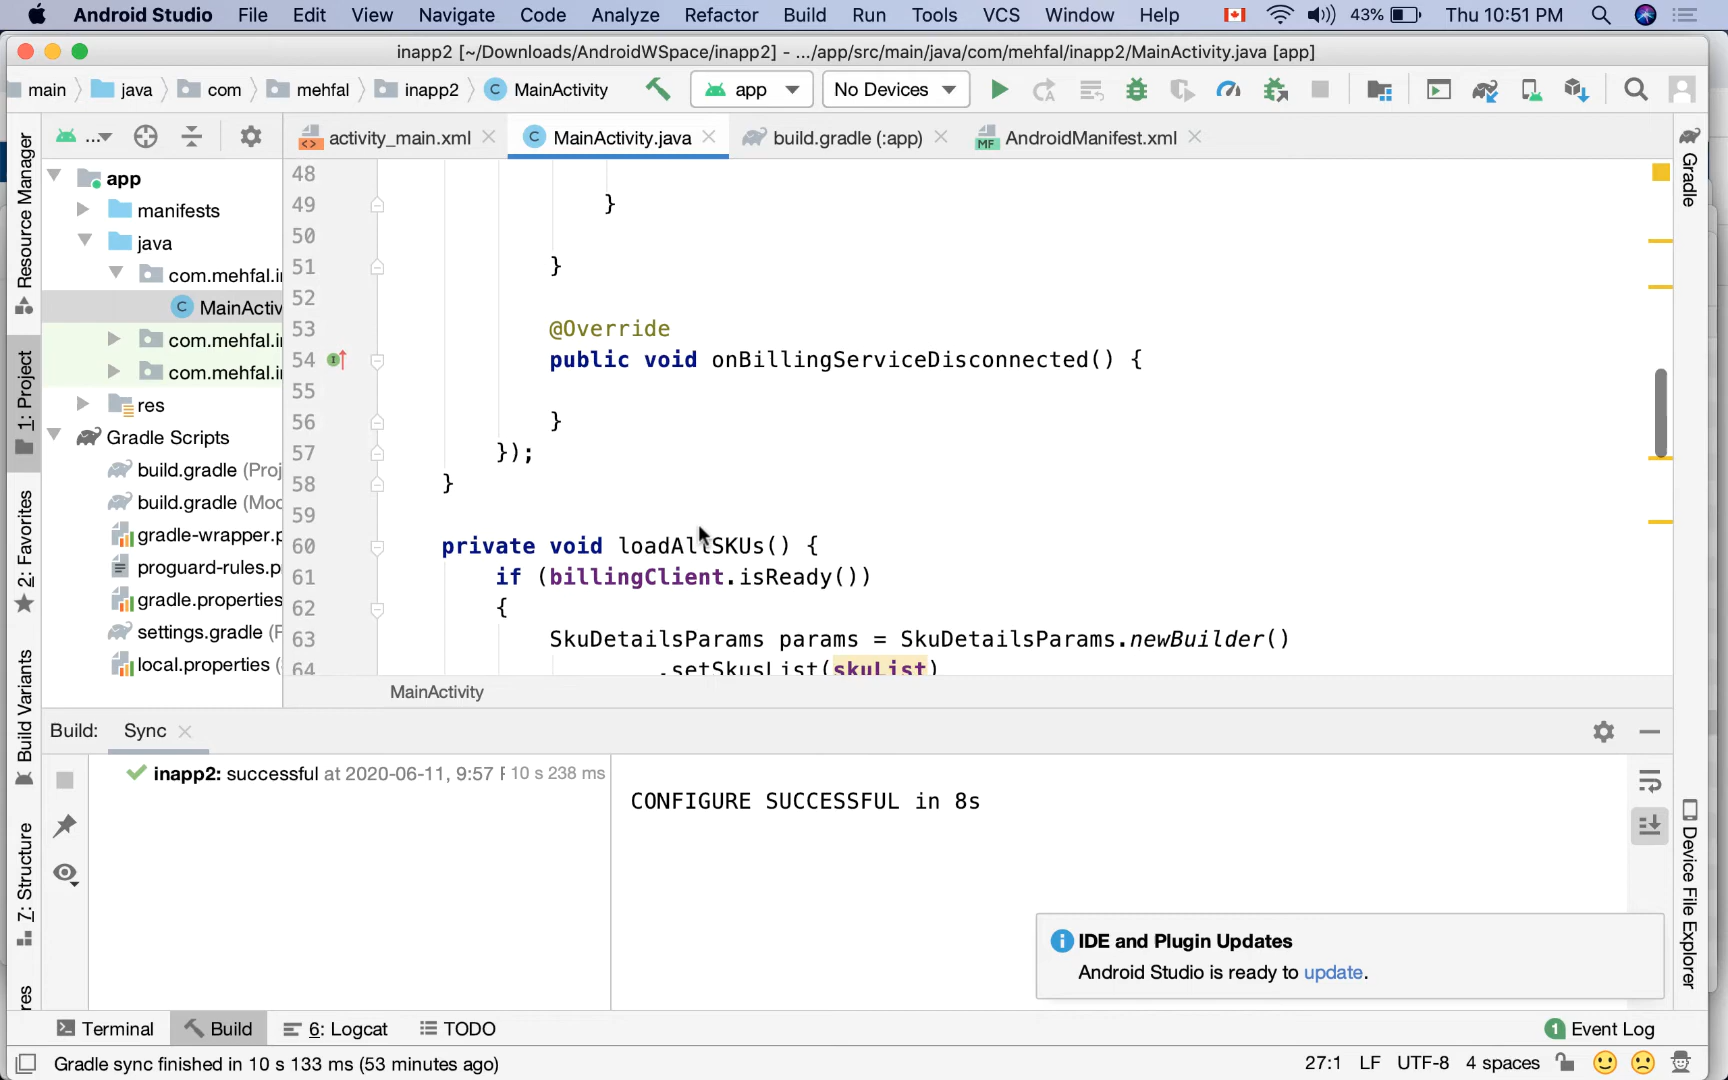 Android Studio File Edit View Navigate Code Analyze Refactor Build Run Tools VCS Window Help 43% Thu 10:51 PM
inapp2 [~/Downloads/AndroidWSpace/inapp2] - .../app/src/main/java/com/mehfal/inapp2/MainActivity.java [app]
main java com mehfal inapp2 C MainActivity app No Devices
... activity_main.xml C MainActivity.java build.gradle (:app) MF AndroidManifest.xml
Resource Manager
1: Project
2: Favorites
Build Variants
7: Structure
app
manifests
java
com.mehfal.i
C MainActiv
com.mehfal.i
com.mehfal.i
res
Gradle Scripts
build.gradle (Proj
build.gradle (Moc
gradle-wrapper.p
proguard-rules.p
gradle.properties
settings.gradle
local.properties
48
49 }
50
51 }
52
53 @Override
54 public void onBillingServiceDisconnected() {
55
56 }
57 });
58 }
59
60 private void loadAllSKUs() {
61 if (billingClient.isReady())
62 {
63 SkuDetailsParams params = SkuDetailsParams.newBuilder()
64 .setSkusList(skuList)
MainActivity
Gradle
Device File Explorer
Build: Sync
inapp2: successful at 2020-06-11, 9:57 10 s 238 ms
CONFIGURE SUCCESSFUL in 8s
IDE and Plugin Updates
Android Studio is ready to update.
Terminal Build 6: Logcat TODO 1 Event Log
Gradle sync finished in 10 s 133 ms (53 minutes ago) 27:1 LF UTF-8 4 spaces